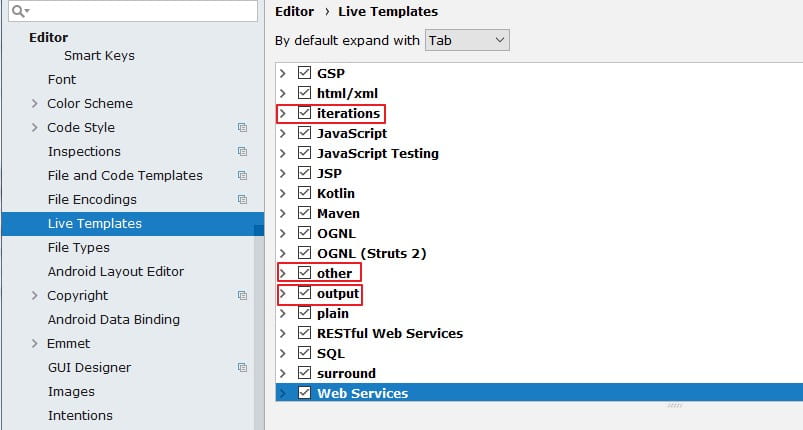 Editor
Smart Keys
Font
Color Scheme
Code Style
Inspections
File and Code Templates
File Encodings
Live Templates
File Types
Android Layout Editor
Copyright
Android Data Binding
Emmet
GUI Designer
Images
Intentions
Editor › Live Templates
By default expand with Tab
GSP
html/xml
iterations
JavaScript
JavaScript Testing
JSP
Kotlin
Maven
OGNL
OGNL (Struts 2)
other
output
plain
RESTful Web Services
SQL
surround
Web Services